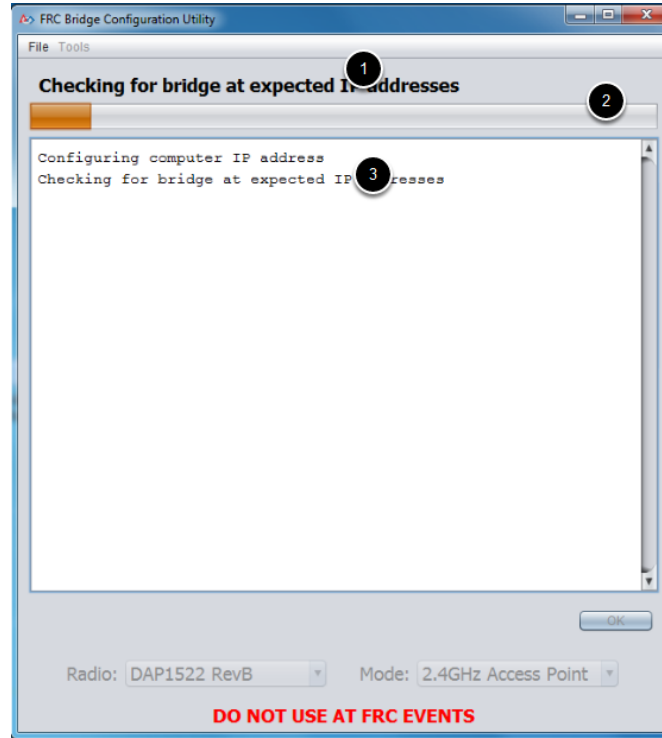 FRC Bridge Configuration Utility
File Tools
1
Checking for bridge at expected IP addresses
2
Configuring computer IP address
Checking for bridge at expected IP resses
3
OK
Radio: DAP1522 RevB Mode: 2.4GHz Access Point
DO NOT USE AT FRC EVENTS